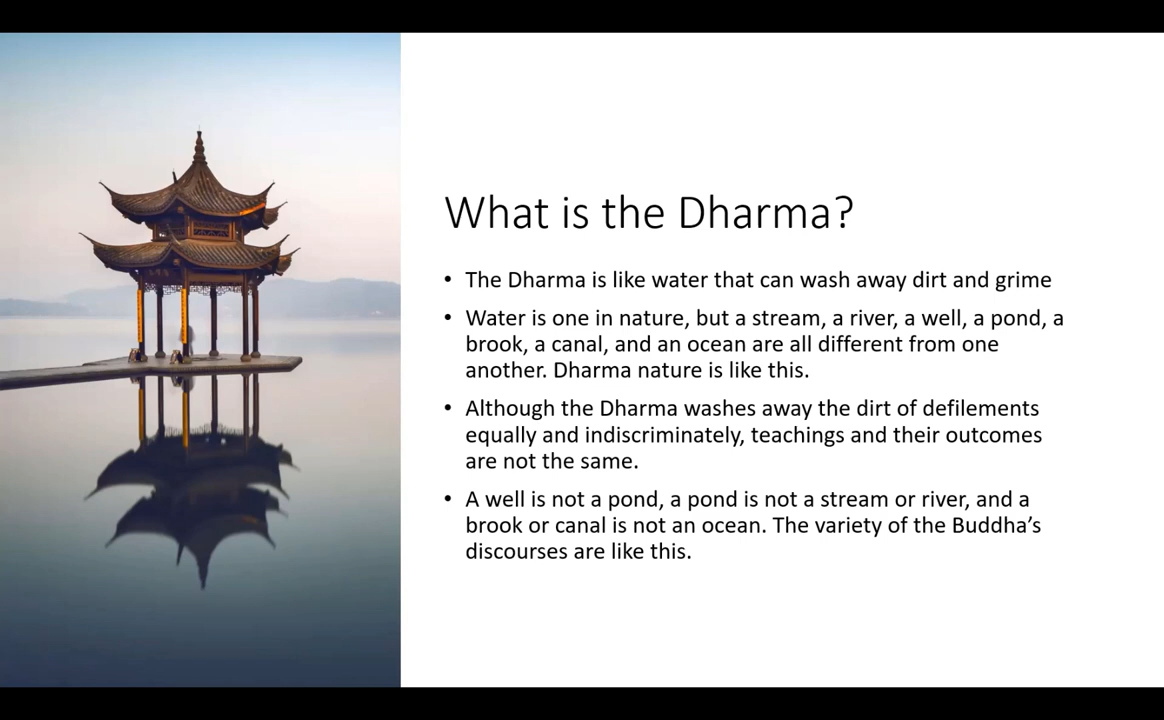 What is the Dharma?
• The Dharma is like water that can wash away dirt and grime
• Water is one in nature, but a stream, a river, a well, a pond, a
brook, a canal, and an ocean are all different from one
another. Dharma nature is like this.
• Although the Dharma washes away the dirt of defilements
equally and indiscriminately, teachings and their outcomes
are not the same.
• A well is not a pond, a pond is not a stream or river, and a
brook or canal is not an ocean. The variety of the Buddha’s
discourses are like this.